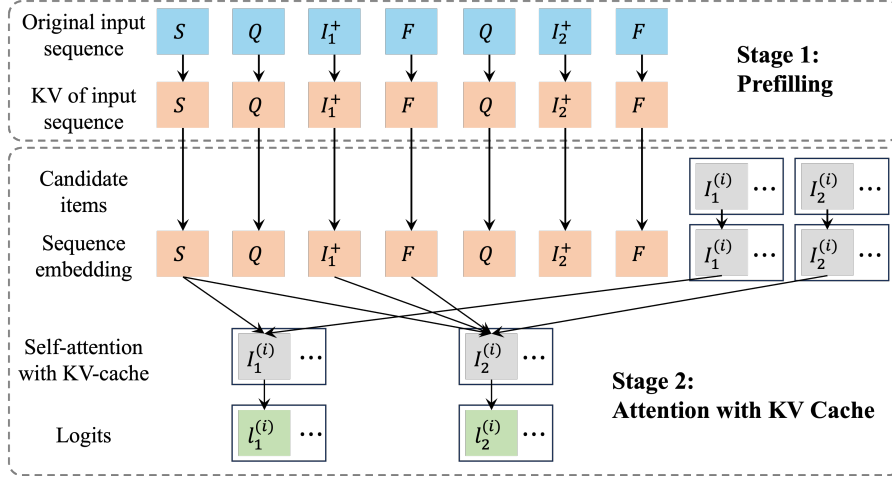 Original input
sequence
S Q I₁⁺ F Q I₂⁺ F
Stage 1:
Prefilling
KV of input
sequence
S Q I₁⁺ F Q I₂⁺ F
Candidate
items
I₁⁽ⁱ⁾ ... I₂⁽ⁱ⁾ ...
Sequence
embedding
S Q I₁⁺ F Q I₂⁺ F I₁⁽ⁱ⁾ ... I₂⁽ⁱ⁾ ...
Self-attention
with KV-cache
I₁⁽ⁱ⁾ ... I₂⁽ⁱ⁾ ...
Stage 2:
Attention with KV Cache
Logits
l₁⁽ⁱ⁾ ... l₂⁽ⁱ⁾ ...